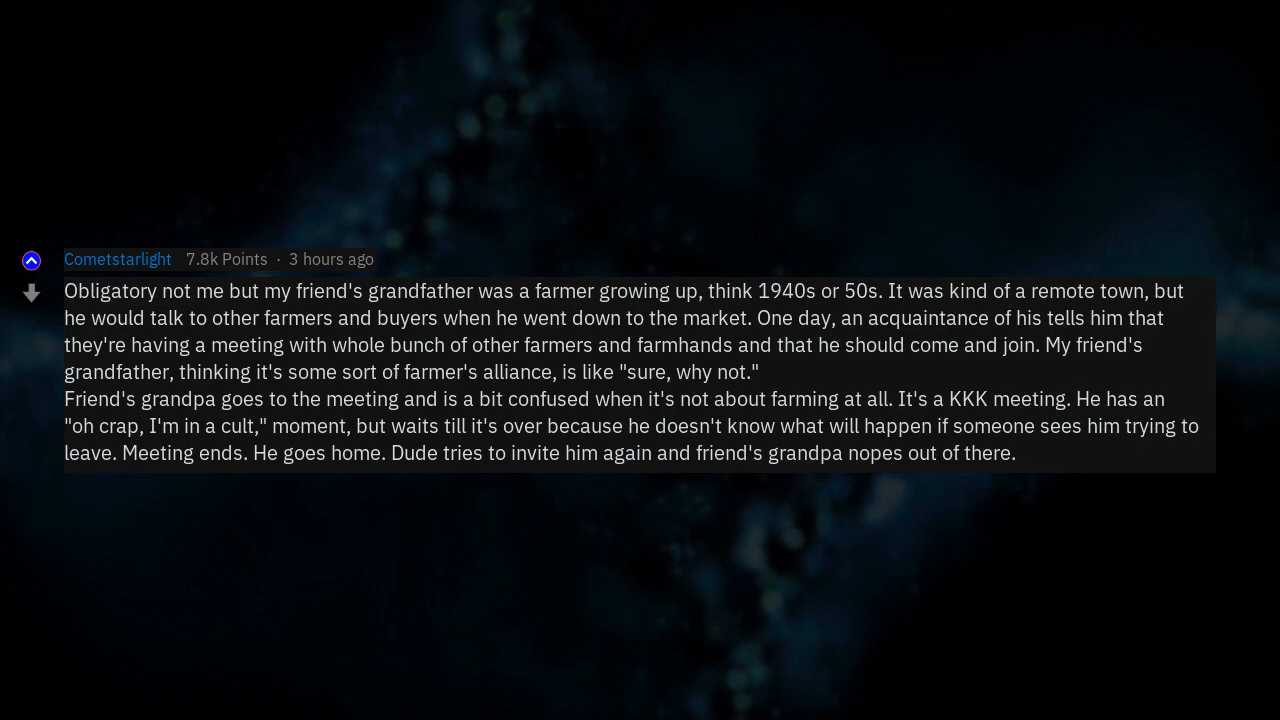 Cometstarlight 7.8k Points · 3 hours ago
Obligatory not me but my friend's grandfather was a farmer growing up, think 1940s or 50s. It was kind of a remote town, but
he would talk to other farmers and buyers when he went down to the market. One day, an acquaintance of his tells him that
they're having a meeting with whole bunch of other farmers and farmhands and that he should come and join. My friend's
grandfather, thinking it's some sort of farmer's alliance, is like "sure, why not."
Friend's grandpa goes to the meeting and is a bit confused when it's not about farming at all. It's a KKK meeting. He has an
"oh crap, I'm in a cult," moment, but waits till it's over because he doesn't know what will happen if someone sees him trying to
leave. Meeting ends. He goes home. Dude tries to invite him again and friend's grandpa nopes out of there.